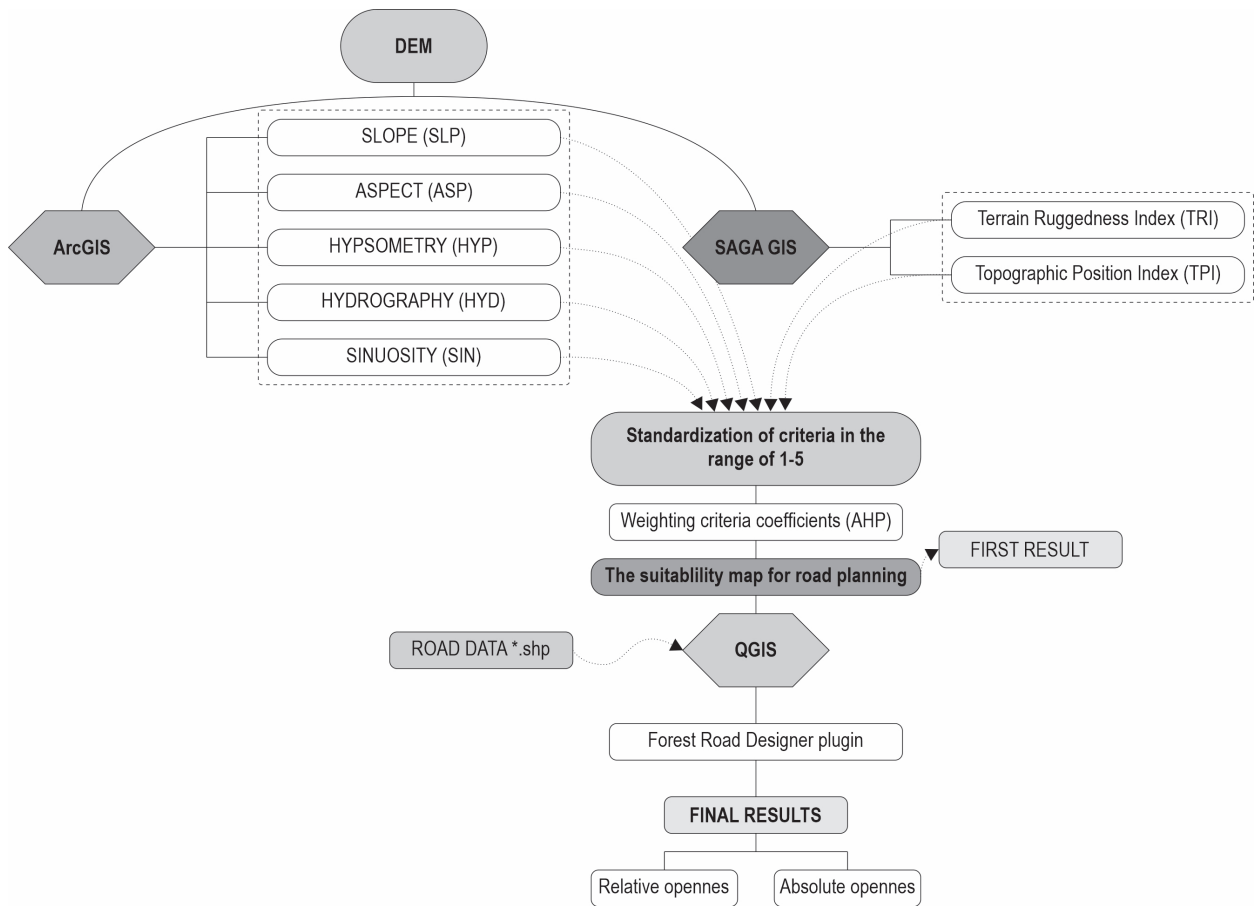 DEM
SLOPE (SLP)
ASPECT (ASP)
HYPSOMETRY (HYP)
HYDROGRAPHY (HYD)
SINUOSITY (SIN)
ArcGIS
SAGA GIS
Terrain Ruggedness Index (TRI)
Topographic Position Index (TPI)
Standardization of criteria in the
range of 1-5
Weighting criteria coefficients (AHP)
The suitablility map for road planning
FIRST RESULT
ROAD DATA *.shp
QGIS
Forest Road Designer plugin
FINAL RESULTS
Relative opennes
Absolute opennes